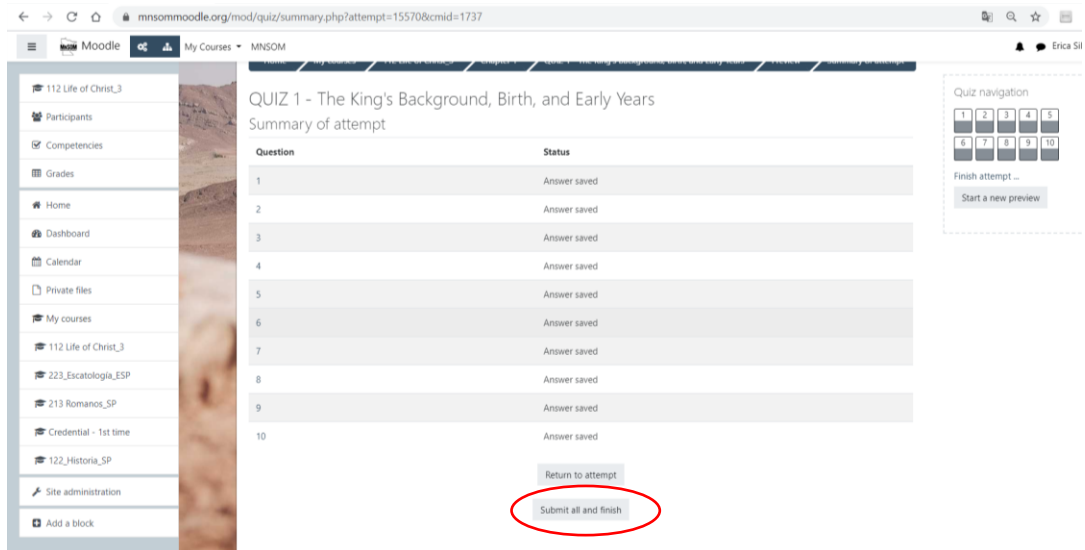 mnsommoodle.org/mod/quiz/summary.php?attempt=15570&cmid=1737
Moodle My Courses MNSOM Erica Sil
112 Life of Christ_3
Participants
Competencies
Grades
Home
Dashboard
Calendar
Private files
My courses
112 Life of Christ_3
223_Escatología_ESP
213 Romanos_SP
Credential - 1st time
122_Historia_SP
Site administration
Add a block
QUIZ 1 - The King's Background, Birth, and Early Years
Summary of attempt
Question Status
1 Answer saved
2 Answer saved
3 Answer saved
4 Answer saved
5 Answer saved
6 Answer saved
7 Answer saved
8 Answer saved
9 Answer saved
10 Answer saved
Return to attempt
Submit all and finish
Quiz navigation
1 2 3 4 5
6 7 8 9 10
Finish attempt ...
Start a new preview